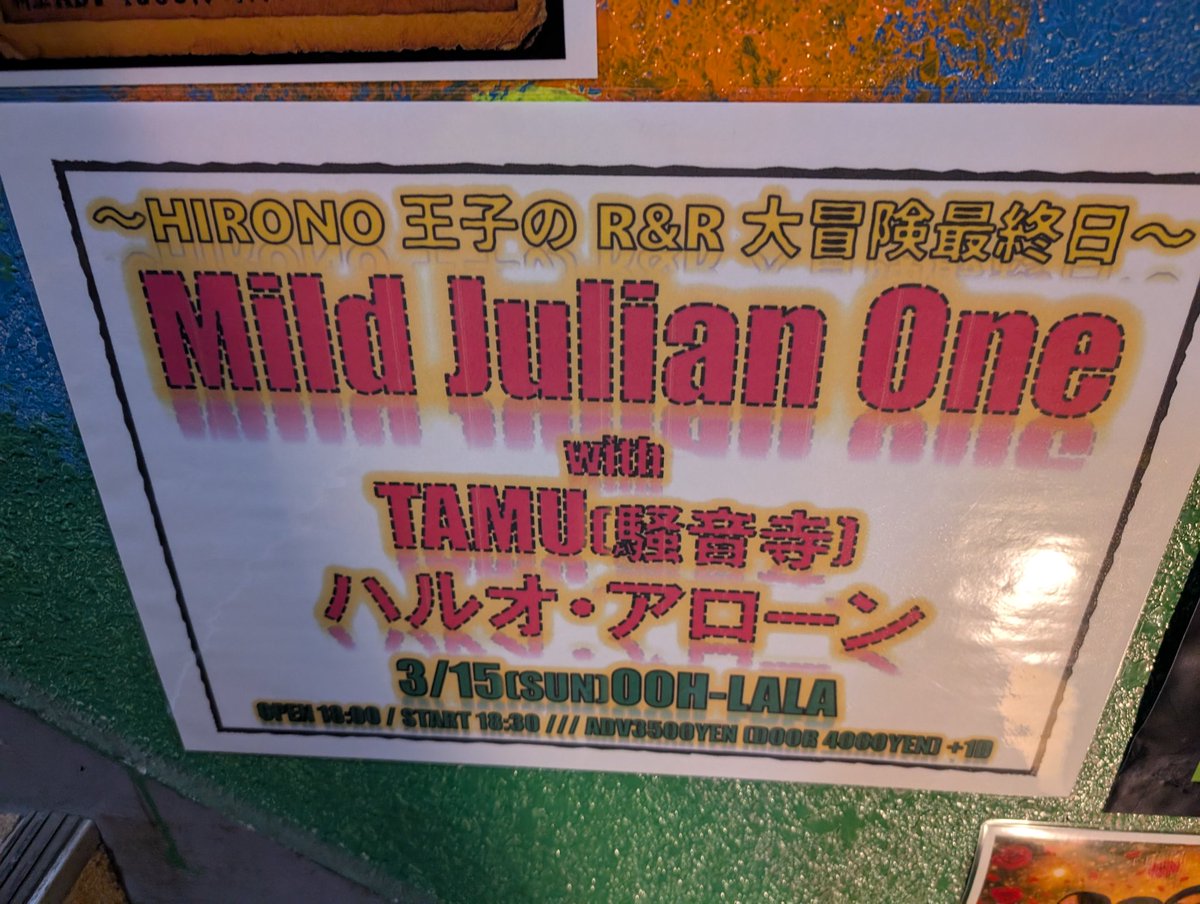 ～HIRONO 王子の R&R 大冒険最終日～
Mild Julian One
with
TAMU(騒音寺)
ハルオ・アローン
3/15(SUN)OOH-LALA
OPEN 18:00 / START 18:30 /// ADV3500YEN (DOOR 4000YEN) +1D